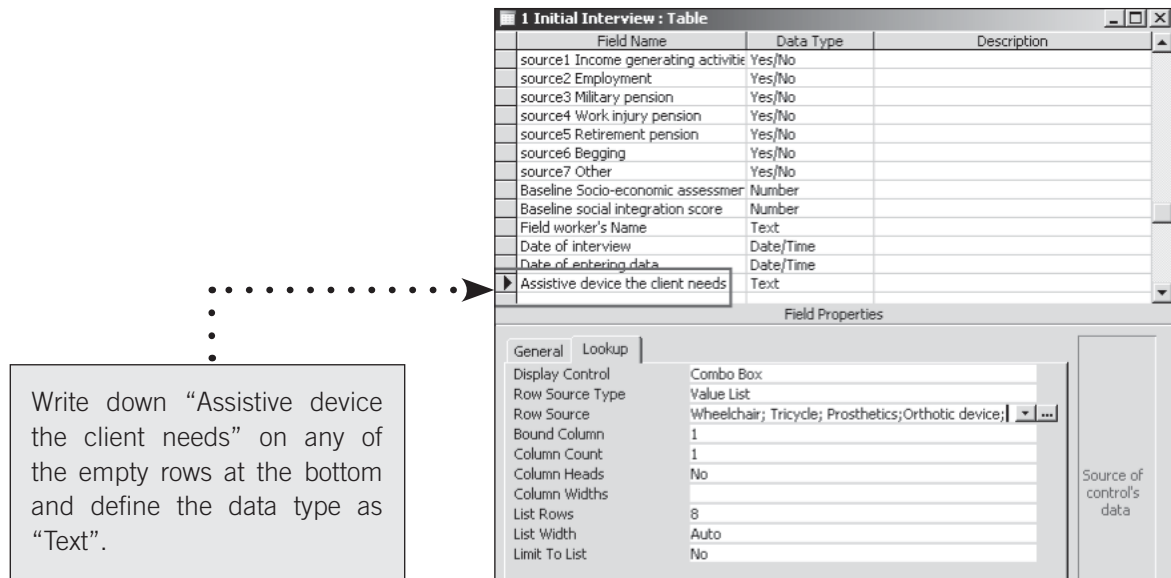 1 Initial Interview : Table
Field Name Data Type Description
source1 Income generating activitie Yes/No
source2 Employment Yes/No
source3 Military pension Yes/No
source4 Work injury pension Yes/No
source5 Retirement pension Yes/No
source6 Begging Yes/No
source7 Other Yes/No
Baseline Socio-economic assessmer Number
Baseline social integration score Number
Field worker's Name Text
Date of interview Date/Time
Date of entering data Date/Time
Assistive device the client needs Text
Field Properties
General Lookup
Display Control Combo Box
Row Source Type Value List
Row Source Wheelchair; Tricycle; Prosthetics;Orthotic device; ...
Bound Column 1
Column Count 1
Column Heads No
Column Widths
List Rows 8
List Width Auto
Limit To List No
Source of
control's
data
Write down “Assistive device
the client needs” on any of
the empty rows at the bottom
and define the data type as
“Text”.